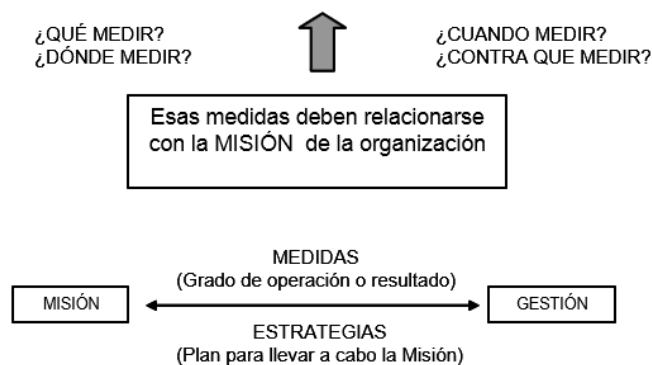 ¿QUÉ MEDIR?
¿DÓNDE MEDIR?
¿CUANDO MEDIR?
¿CONTRA QUE MEDIR?
Esas medidas deben relacionarse
con la MISIÓN de la organización
MEDIDAS
(Grado de operación o resultado)
MISIÓN
GESTIÓN
ESTRATEGIAS
(Plan para llevar a cabo la Misión)